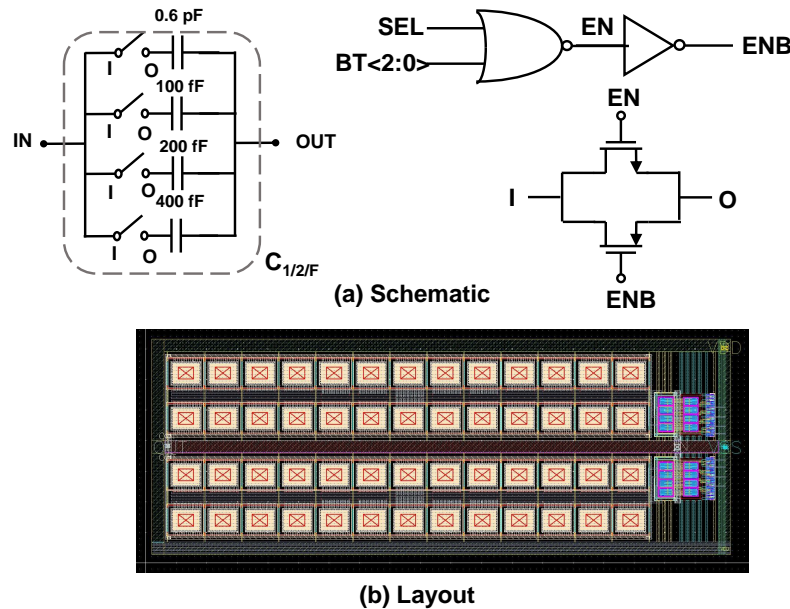 0.6 pF
I O
100 fF
I O
IN
OUT
200 fF
I O
400 fF
I O
C1/2/F
SEL
BT<2:0>
EN
ENB
EN
I
O
ENB
(a) Schematic
(b) Layout